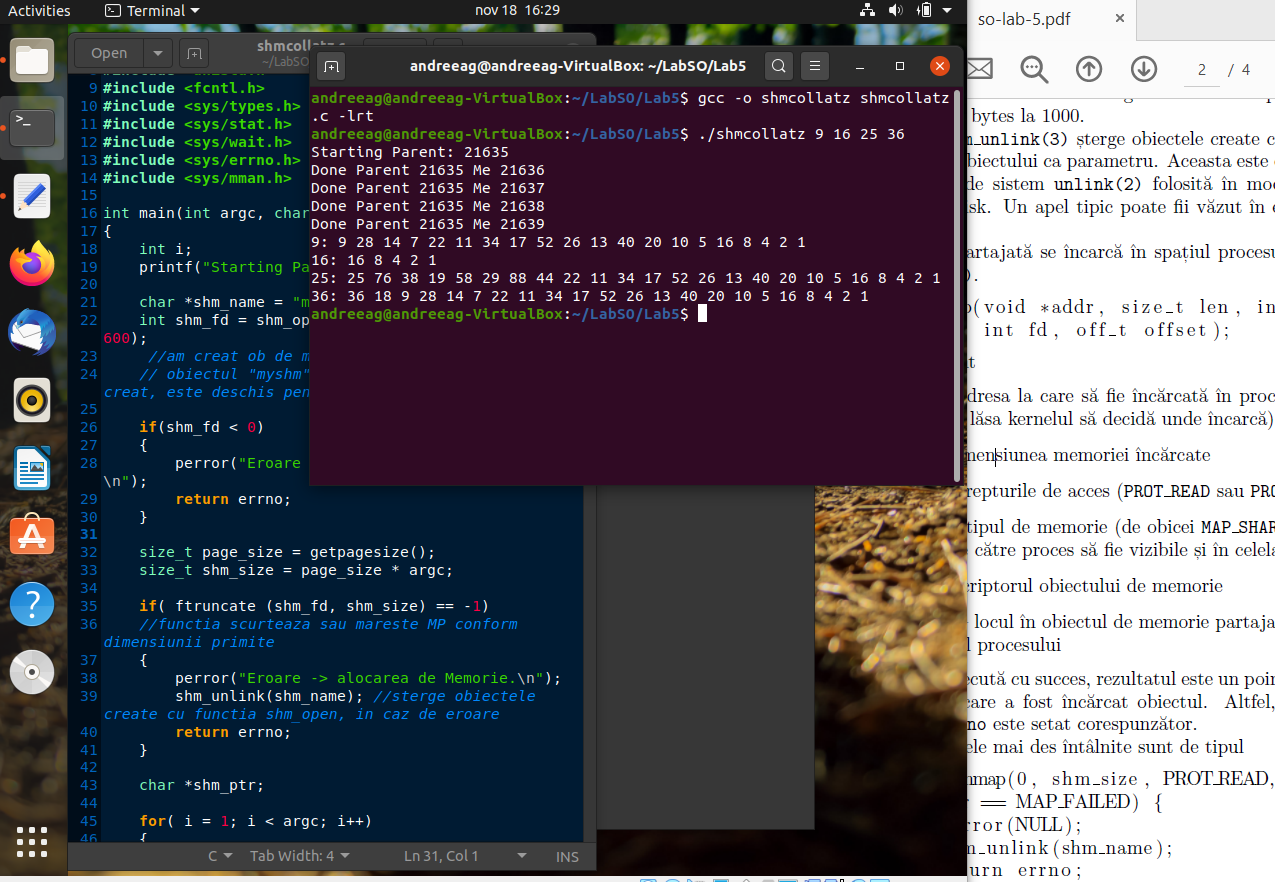 Activities
Terminal
nov 18 16:29
Open
shmcollatz.c
~/LabSO
9 #include <fcntl.h>
10 #include <sys/types.h>
11 #include <sys/stat.h>
12 #include <sys/wait.h>
13 #include <sys/errno.h>
14 #include <sys/mman.h>
15
16 int main(int argc, char
17 {
18 int i;
19 printf("Starting Pa
20
21 char *shm_name = "m
22 int shm_fd = shm_op
600);
23 //am creat ob de m
24 // obiectul "myshm"
creat, este deschis pen
25
26 if(shm_fd < 0)
27 {
28 perror("Eroare
\n");
29 return errno;
30 }
31
32 size_t page_size = getpagesize();
33 size_t shm_size = page_size * argc;
34
35 if( ftruncate (shm_fd, shm_size) == -1)
36 //functia scurteaza sau mareste MP conform
dimensiunii primite
37 {
38 perror("Eroare -> alocarea de Memorie.\n");
39 shm_unlink(shm_name); //sterge obiectele
create cu functia shm_open, in caz de eroare
40 return errno;
41 }
42
43 char *shm_ptr;
44
45 for( i = 1; i < argc; i++)
46 {
C
Tab Width: 4
Ln 31, Col 1
INS
andreeag@andreeag-VirtualBox: ~/LabSO/Lab5
andreeag@andreeag-VirtualBox:~/LabSO/Lab5$ gcc -o shmcollatz shmcollatz
.c -lrt
andreeag@andreeag-VirtualBox:~/LabSO/Lab5$ ./shmcollatz 9 16 25 36
Starting Parent: 21635
Done Parent 21635 Me 21636
Done Parent 21635 Me 21637
Done Parent 21635 Me 21638
Done Parent 21635 Me 21639
9: 9 28 14 7 22 11 34 17 52 26 13 40 20 10 5 16 8 4 2 1
16: 16 8 4 2 1
25: 25 76 38 19 58 29 88 44 22 11 34 17 52 26 13 40 20 10 5 16 8 4 2 1
36: 36 18 9 28 14 7 22 11 34 17 52 26 13 40 20 10 5 16 8 4 2 1
andreeag@andreeag-VirtualBox:~/LabSO/Lab5$
so-lab-5.pdf
2 / 4
bytes la 1000.
m_unlink(3) șterge obiectele create c
biectului ca parametru. Aceasta este
de sistem unlink(2) folosită în mo
sk. Un apel tipic poate fii văzut în e
artajată se încarcă în spațiul procesu
).
p(void *addr, size_t len, in
int fd, off_t offset);
t
dresa la care să fie încărcată în proc
lăsa kernelul să decidă unde încarcă)
mensiunea memoriei încărcate
repturile de acces (PROT_READ sau PRO
tipul de memorie (de obicei MAP_SHAR
către proces să fie vizibile și în celela
criptorul obiectului de memorie
locul în obiectul de memorie partaja
l procesului
ecută cu succes, rezultatul este un poin
care a fost încărcat obiectul. Altfel,
no este setat corespunzător.
ele mai des întâlnite sunt de tipul
mmap(0, shm_size, PROT_READ,
== MAP_FAILED) {
rror(NULL);
m_unlink(shm_name);
urn errno;